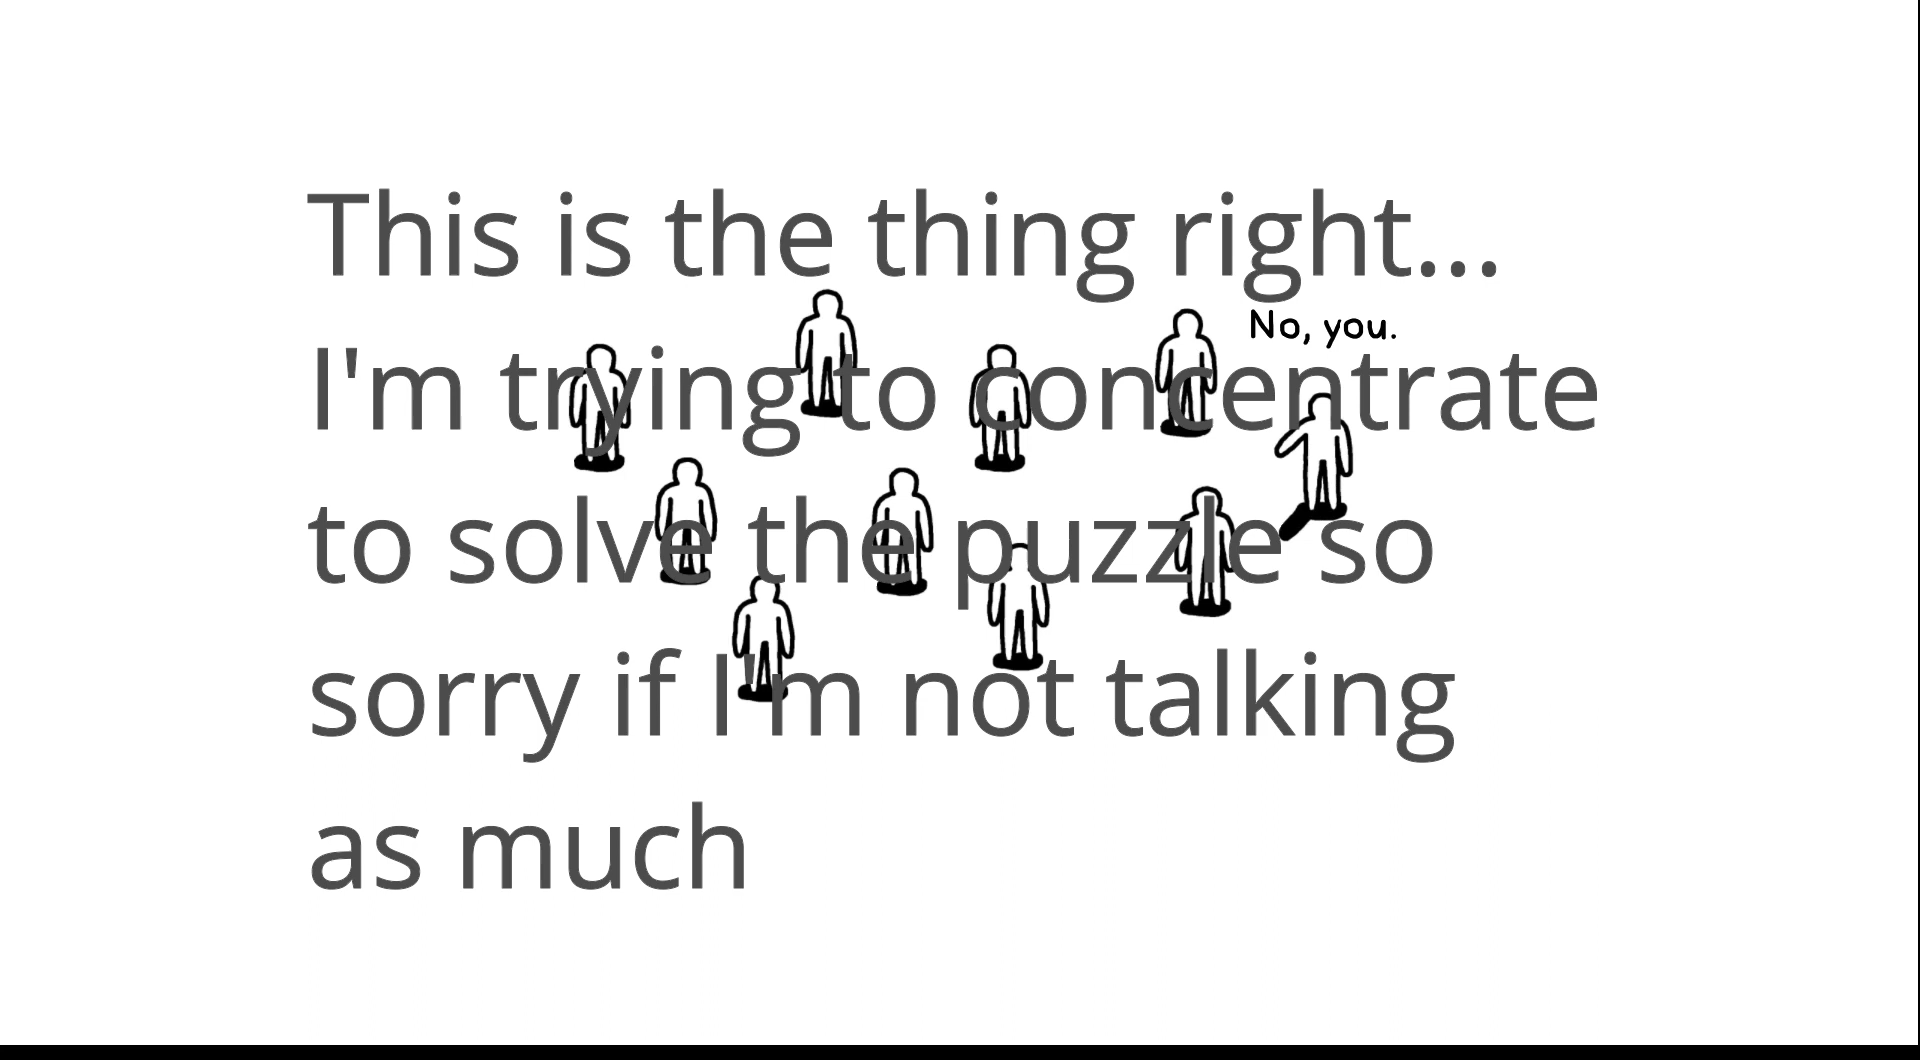 This is the thing right...
No, you.
I'm trying to concentrate
to solve the puzzle so
sorry if I'm not talking
as much